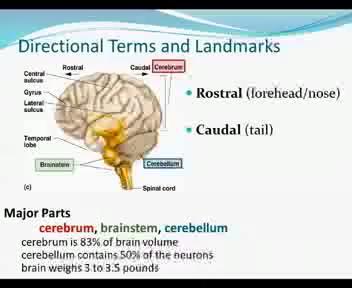 Directional Terms and Landmarks
Rostral
Caudal
Cerebrum
Central
sulcus
Gyrus
Lateral
sulcus
Temporal
lobe
Brainstem
Cerebellum
(c)
Spinal cord
• Rostral (forehead/nose)
• Caudal (tail)
Major Parts
cerebrum, brainstem, cerebellum
cerebrum is 83% of brain volume
cerebellum contains 50% of the neurons
brain weighs 3 to 3.5 pounds